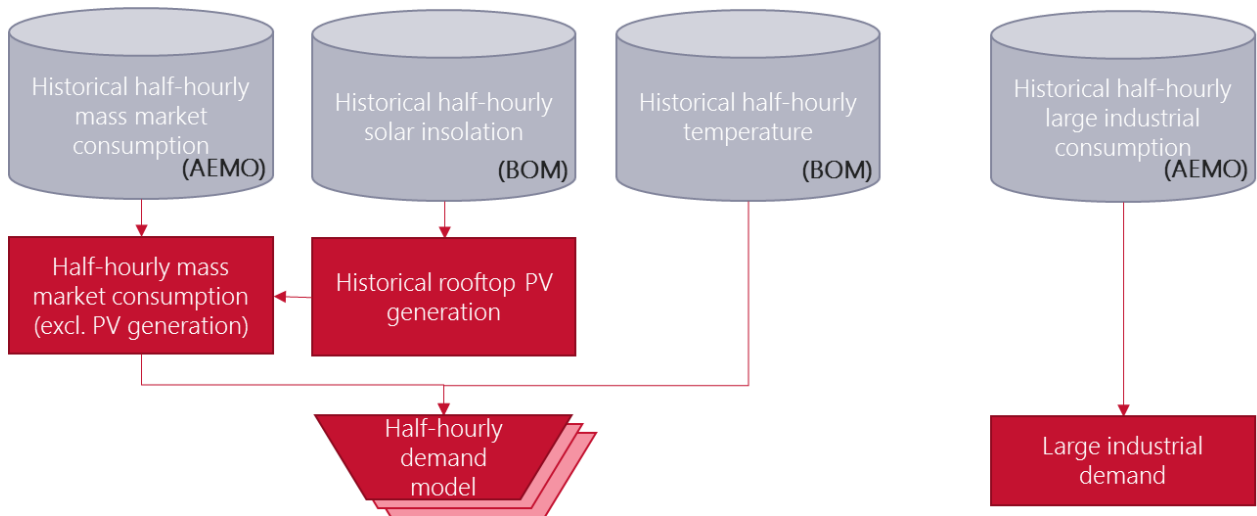 Historical half-hourly
mass market
consumption
(AEMO)
Historical half-hourly
solar insolation
(BOM)
Historical half-hourly
temperature
(BOM)
Historical half-hourly
large industrial
consumption
(AEMO)
Half-hourly mass
market consumption
(excl. PV generation)
Historical rooftop PV
generation
Half-hourly
demand
model
Large industrial
demand